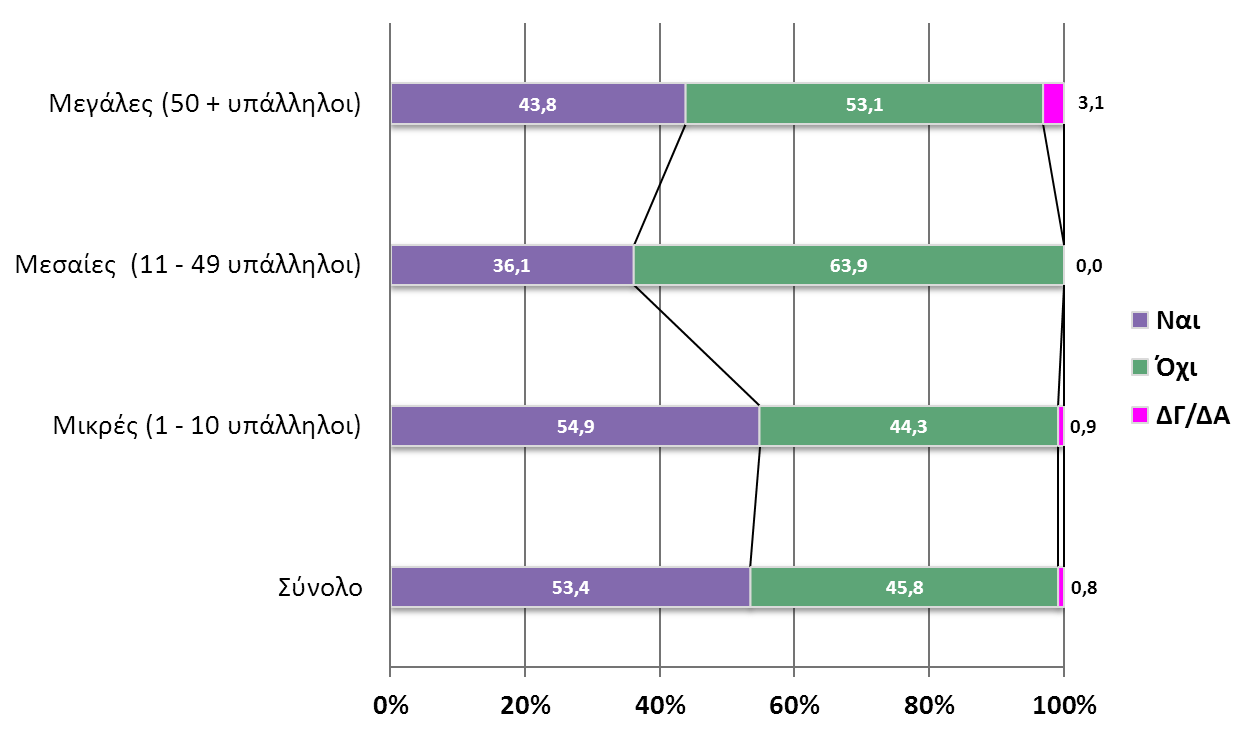 Μεγάλες (50 + υπάλληλοι)
43,8
53,1
3,1
Μεσαίες (11 - 49 υπάλληλοι)
36,1
63,9
0,0
Μικρές (1 - 10 υπάλληλοι)
54,9
44,3
0,9
Σύνολο
53,4
45,8
0,8
0%
20%
40%
60%
80%
100%
Ναι
Όχι
ΔΓ/ΔΑ